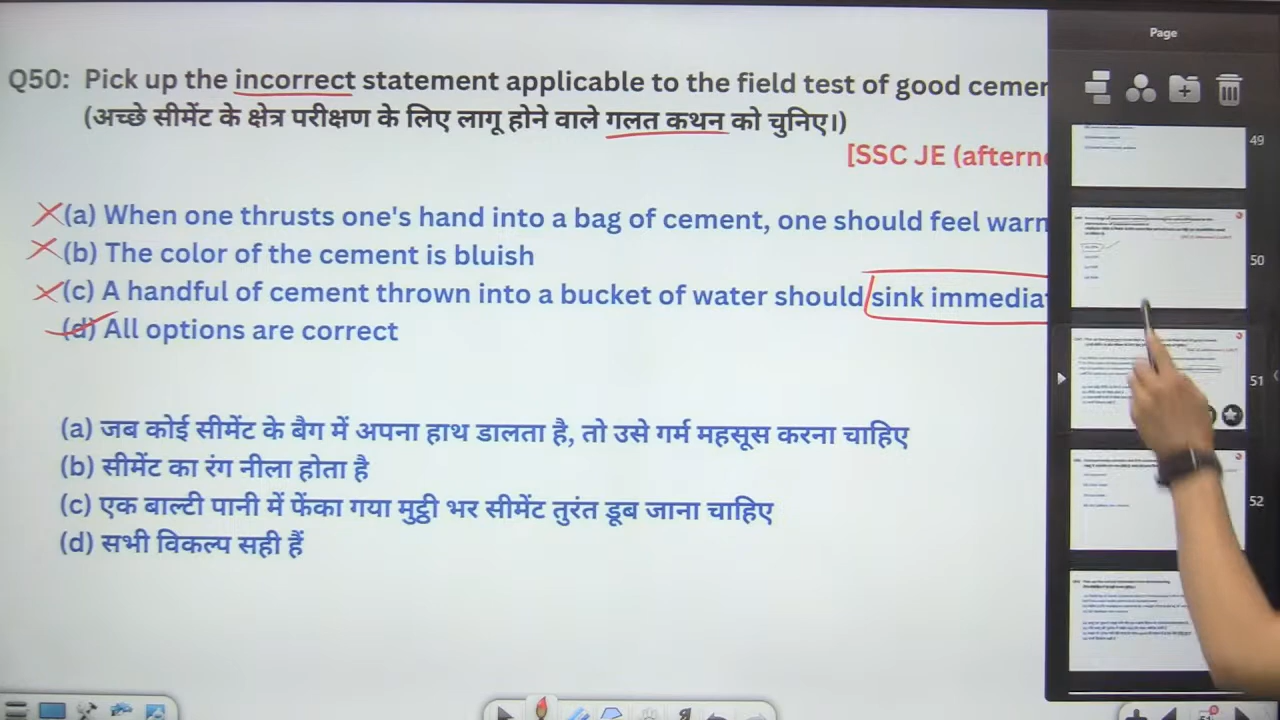 Q50: Pick up the incorrect statement applicable to the field test of good cemen
(अच्छे सीमेंट के क्षेत्र परीक्षण के लिए लागू होने वाले गलत कथन को चुनिए।)
[SSC JE (afterno
(a) When one thrusts one's hand into a bag of cement, one should feel warm
(b) The color of the cement is bluish
(c) A handful of cement thrown into a bucket of water should sink immediat
(d) All options are correct
(a) जब कोई सीमेंट के बैग में अपना हाथ डालता है, तो उसे गर्म महसूस करना चाहिए
(b) सीमेंट का रंग नीला होता है
(c) एक बाल्टी पानी में फेंका गया मुट्ठी भर सीमेंट तुरंत डूब जाना चाहिए
(d) सभी विकल्प सही हैं
Page
49
50
51
52